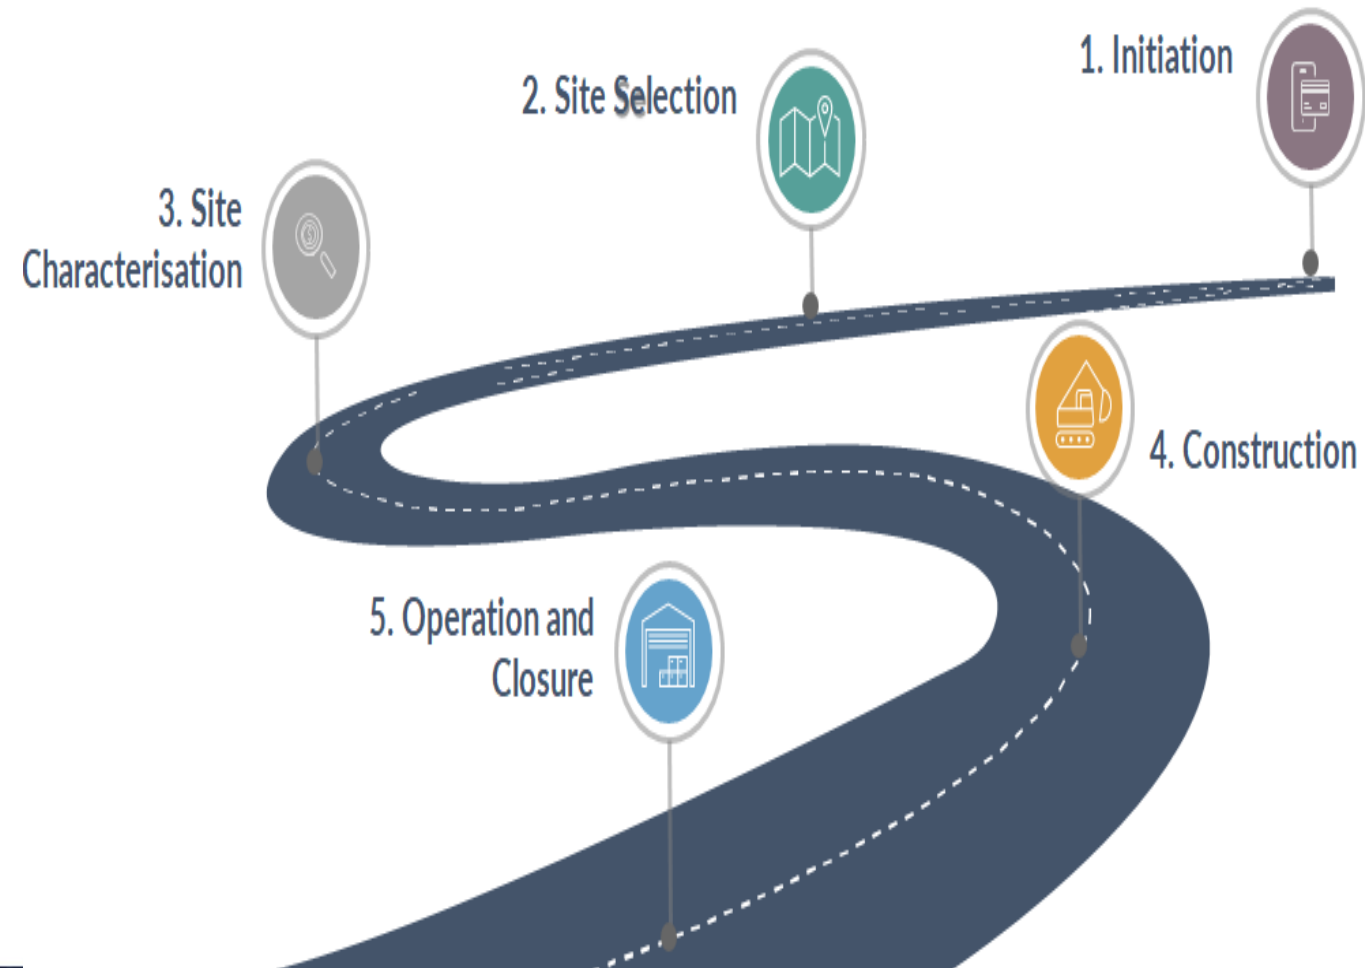 1. Initiation
2. Site Selection
3. Site
Characterisation
4. Construction
5. Operation and
Closure